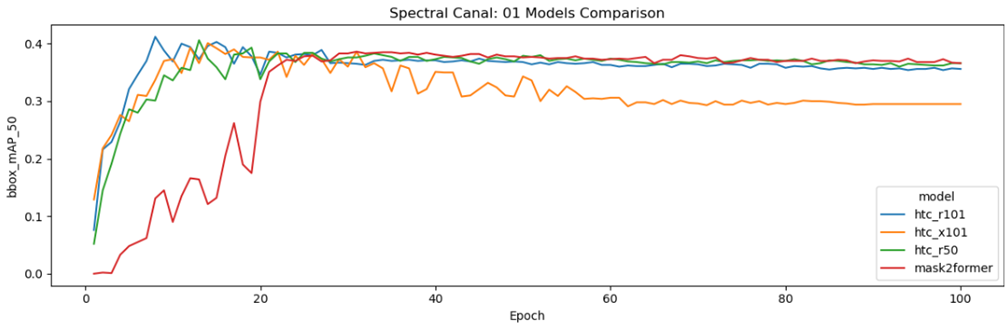 Spectral Canal: 01 Models Comparison
bbox_mAP_50
0.4
0.3
0.2
0.1
0.0
0
20
40
60
80
100
Epoch
model
htc_r101
htc_x101
htc_r50
mask2former